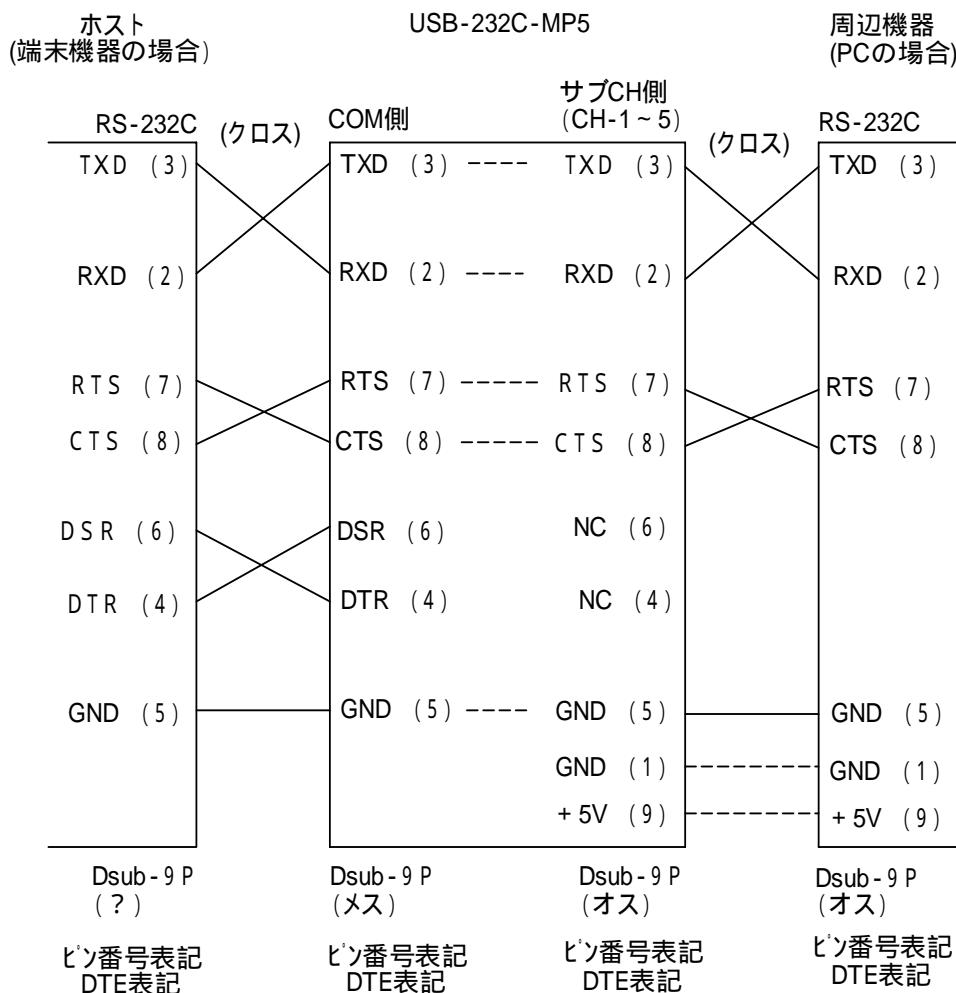 ホスト
(端末機器の場合)
USB-232C-MP5
周辺機器
(PCの場合)
RS-232C
(クロス)
COM側
サブCH側
(CH-1~5)
(クロス)
RS-232C
TXD (3)
TXD (3)
TXD (3)
TXD (3)
RXD (2)
RXD (2)
RXD (2)
RXD (2)
RTS (7)
RTS (7)
RTS (7)
RTS (7)
CTS (8)
CTS (8)
CTS (8)
CTS (8)
DSR (6)
DSR (6)
NC (6)
DTR (4)
DTR (4)
NC (4)
GND (5)
GND (5)
GND (5)
GND (5)
GND (1)
GND (1)
+5V (9)
+5V (9)
Dsub-9P
(?)
ピン番号表記
DTE表記
Dsub-9P
(メス)
ピン番号表記
DTE表記
Dsub-9P
(オス)
ピン番号表記
DTE表記
Dsub-9P
(オス)
ピン番号表記
DTE表記